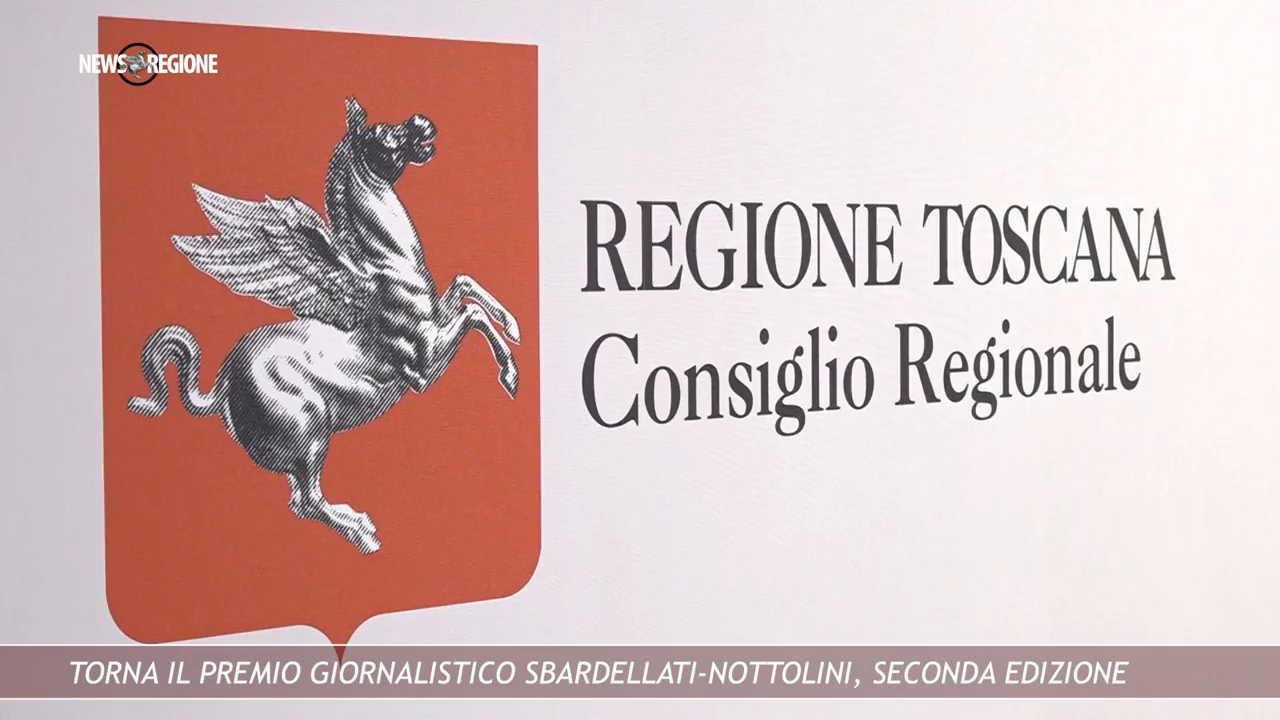 NEWS REGIONE
REGIONE TOSCANA
Consiglio Regionale
TORNA IL PREMIO GIORNALISTICO SBARDELLATI-NOTTOLINI, SECONDA EDIZIONE